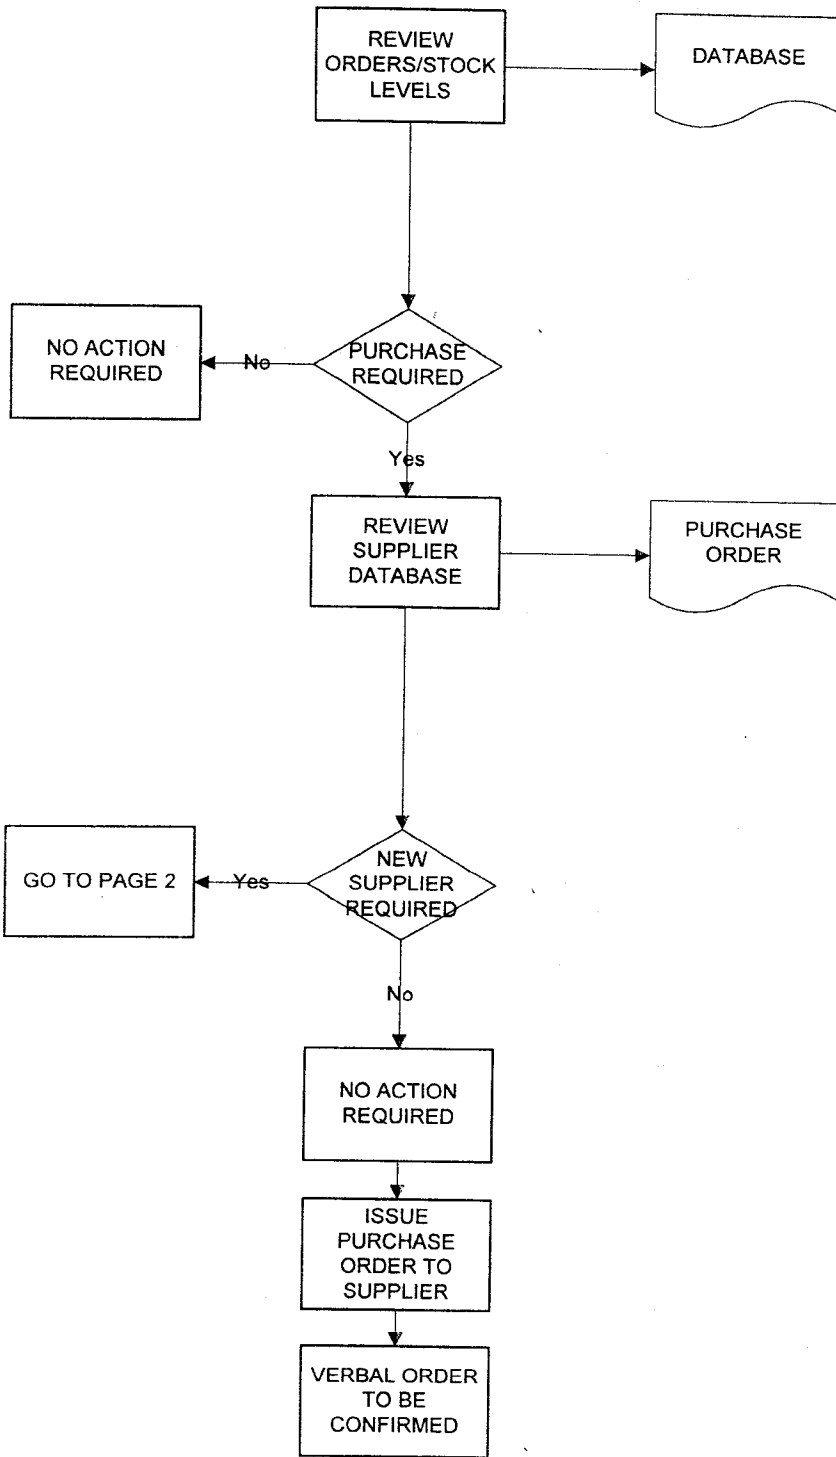 REVIEW
ORDERS/STOCK
LEVELS
DATABASE
NO ACTION
REQUIRED
No
PURCHASE
REQUIRED
Yes
REVIEW
SUPPLIER
DATABASE
PURCHASE
ORDER
GO TO PAGE 2
Yes
NEW
SUPPLIER
REQUIRED
No
NO ACTION
REQUIRED
ISSUE
PURCHASE
ORDER TO
SUPPLIER
VERBAL ORDER
TO BE
CONFIRMED